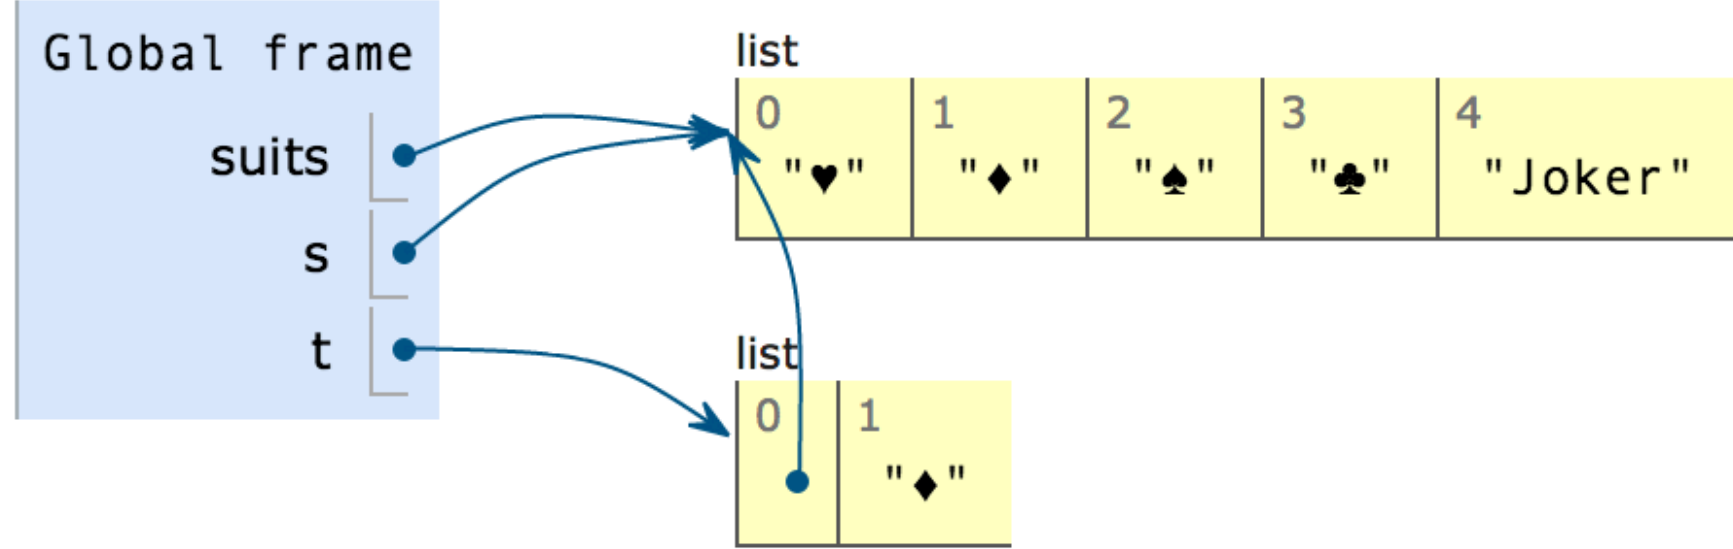 Global frame
suits
s
t
list
0 1 2 3 4
"♥" "♦" "♠" "♣" "Joker"
list
0 1
"♦"